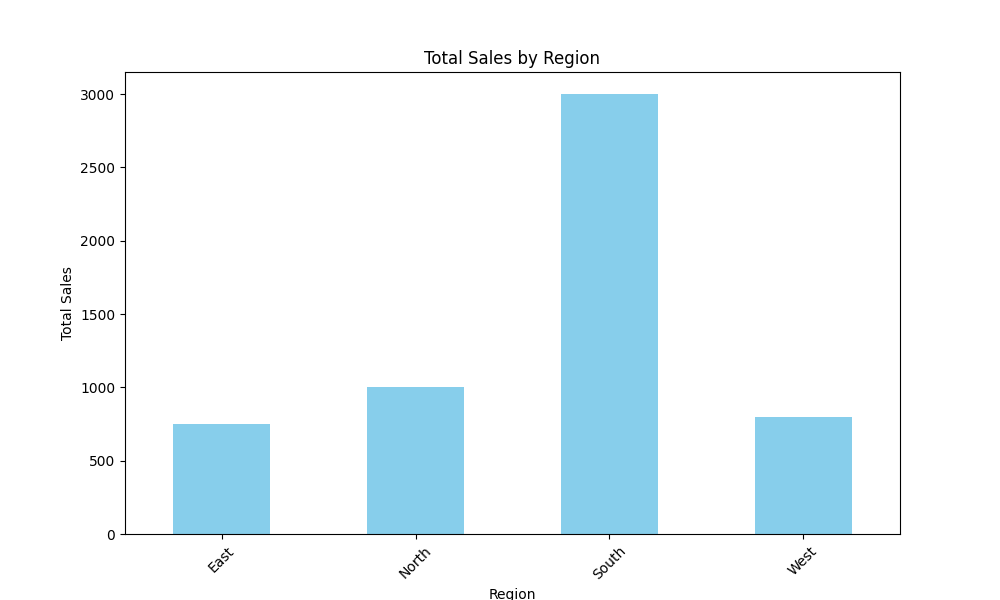 Total Sales by Region
Total Sales
3000
2500
2000
1500
1000
500
0
East
North
South
West
Region